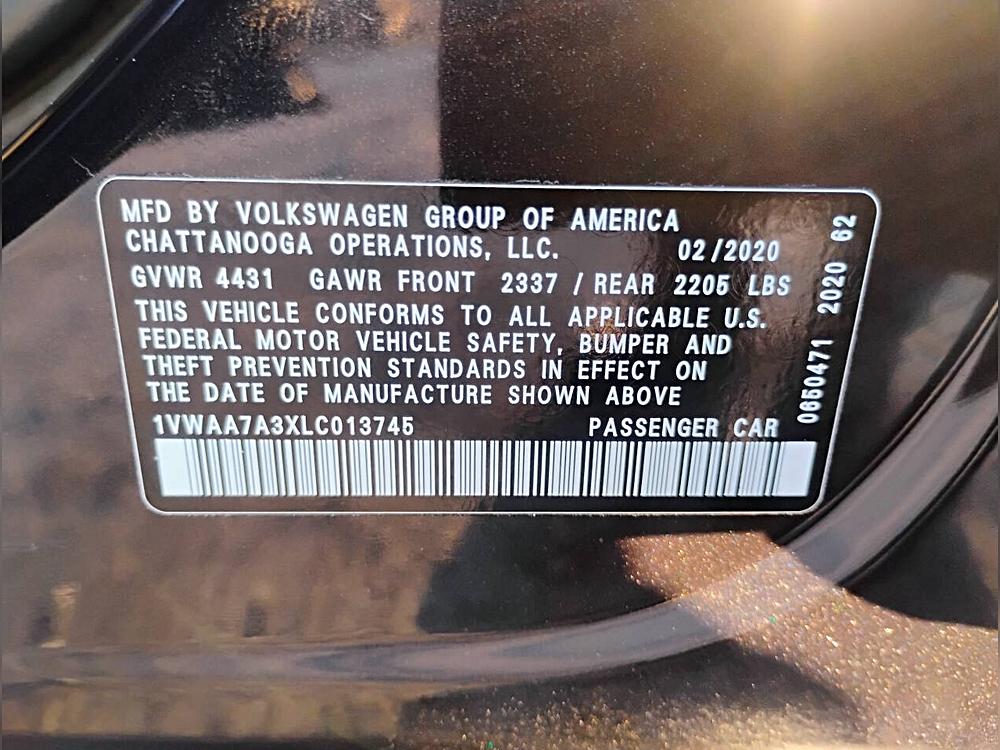 MFD BY VOLKSWAGEN GROUP OF AMERICA
CHATTANOOGA OPERATIONS, LLC. 02/2020
GVWR 4431 GAWR FRONT 2337 / REAR 2205 LBS
THIS VEHICLE CONFORMS TO ALL APPLICABLE U.S.
FEDERAL MOTOR VEHICLE SAFETY, BUMPER AND
THEFT PREVENTION STANDARDS IN EFFECT ON
THE DATE OF MANUFACTURE SHOWN ABOVE
1VWAA7A3XLC013745 PASSENGER CAR
0660471 2020 62